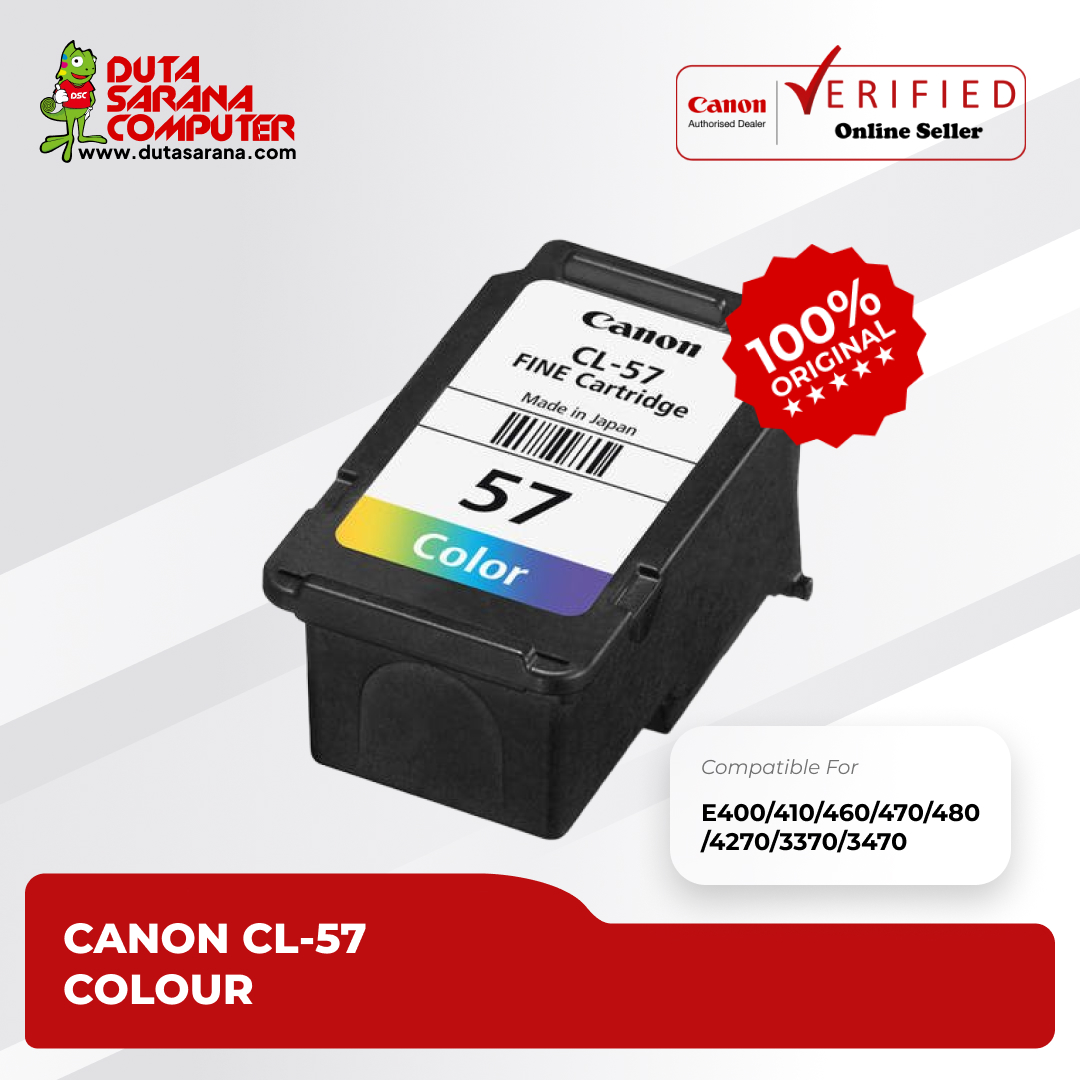 DUTA
SARANA
COMPUTER
www.dutasarana.com
DSC
Canon
Authorised Dealer
VERIFIED
Online Seller
100%
ORIGINAL
Canon
CL-57
FINE Cartridge
Made in Japan
57
Color
Compatible For
E400/410/460/470/480
/4270/3370/3470
CANON CL-57
COLOUR